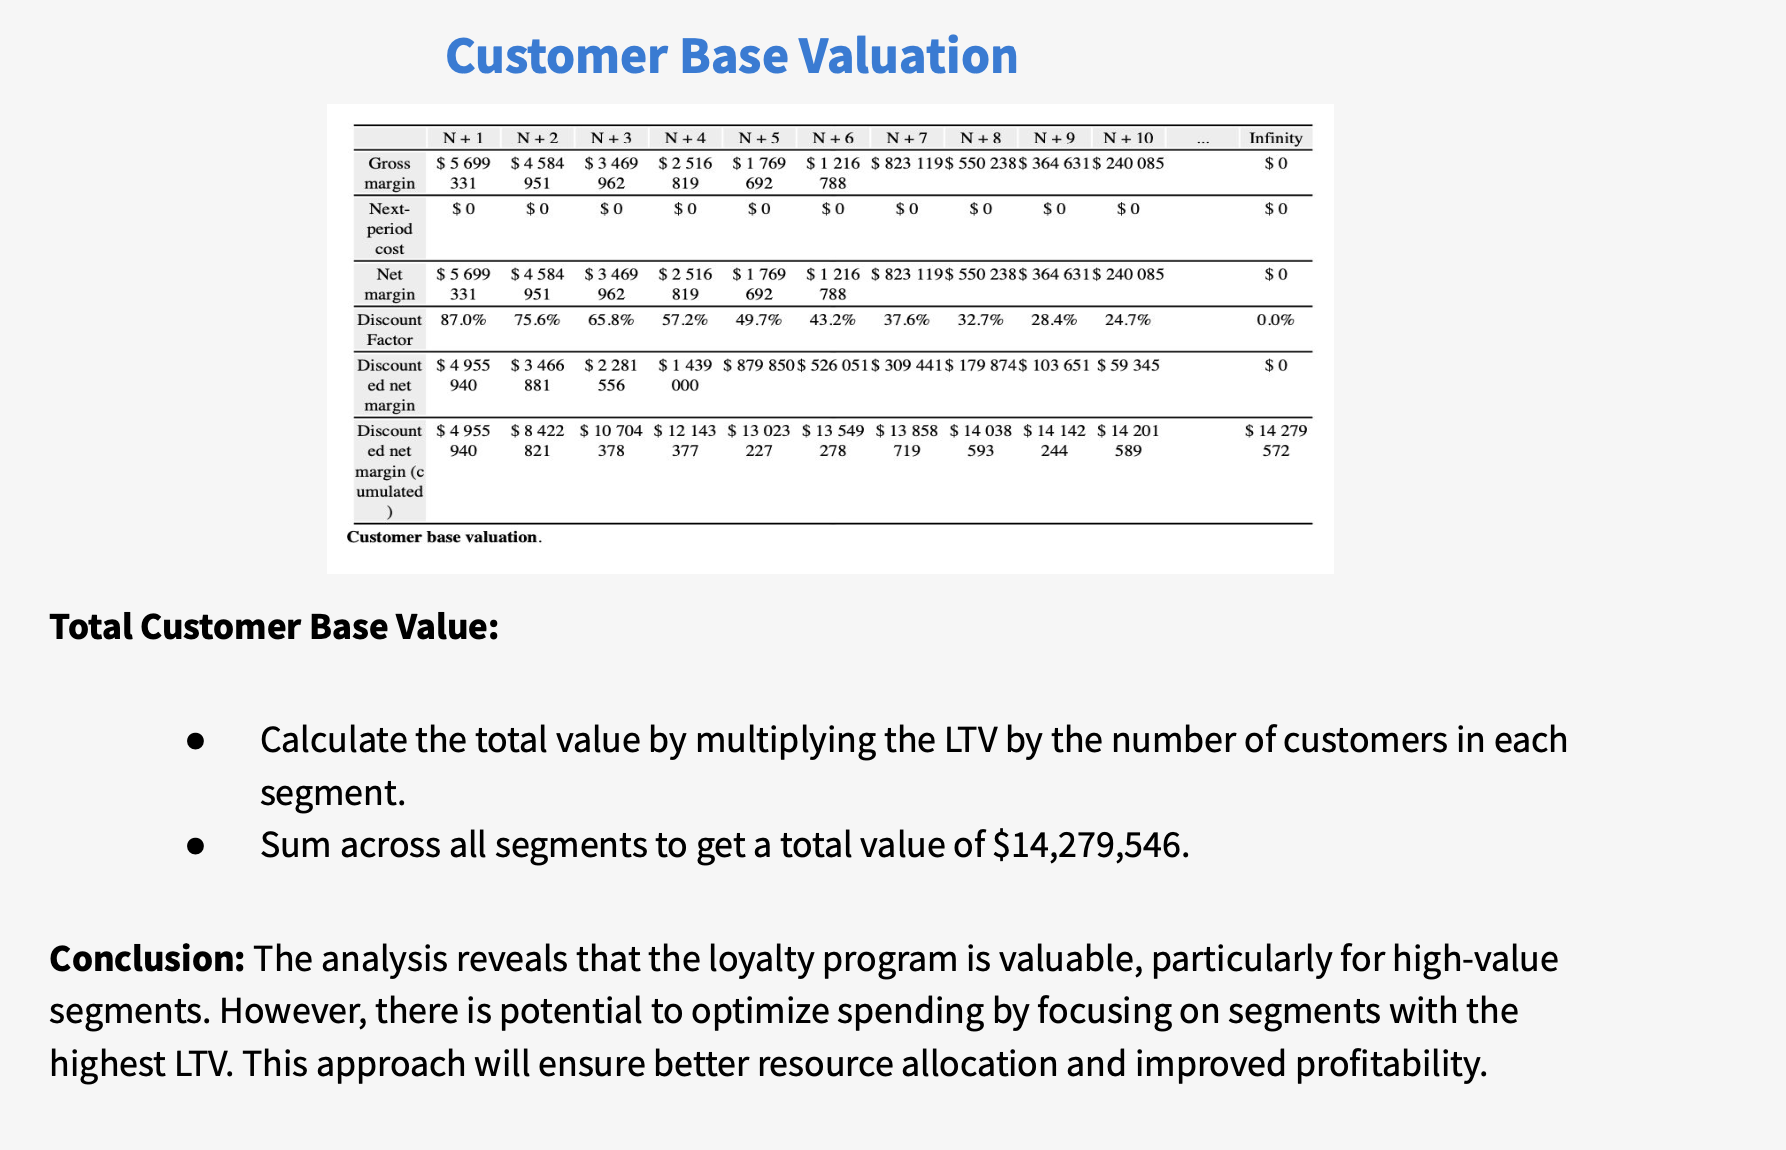 Customer Base Valuation
N + 1 N + 2 N + 3 N + 4 N + 5 N + 6 N + 7 N + 8 N + 9 N + 10 ... Infinity
Gross $ 5 699 $ 4 584 $ 3 469 $ 2 516 $ 1 769 $ 1 216 $ 823 119 $ 550 238 $ 364 631 $ 240 085 $ 0
margin 331 951 962 819 692 788
Next- $ 0 $ 0 $ 0 $ 0 $ 0 $ 0 $ 0 $ 0 $ 0 $ 0 $ 0
period
cost
Net $ 5 699 $ 4 584 $ 3 469 $ 2 516 $ 1 769 $ 1 216 $ 823 119 $ 550 238 $ 364 631 $ 240 085 $ 0
margin 331 951 962 819 692 788
Discount 87.0% 75.6% 65.8% 57.2% 49.7% 43.2% 37.6% 32.7% 28.4% 24.7% 0.0%
Factor
Discount $ 4 955 $ 3 466 $ 2 281 $ 1 439 $ 879 850 $ 526 051 $ 309 441 $ 179 874 $ 103 651 $ 59 345 $ 0
ed net 940 881 556 000
margin
Discount $ 4 955 $ 8 422 $ 10 704 $ 12 143 $ 13 023 $ 13 549 $ 13 858 $ 14 038 $ 14 142 $ 14 201 $ 14 279
ed net 940 821 378 377 227 278 719 593 244 589 572
margin (c
umulated
)
Customer base valuation.
Total Customer Base Value:
● Calculate the total value by multiplying the LTV by the number of customers in each
segment.
● Sum across all segments to get a total value of $14,279,546.
Conclusion: The analysis reveals that the loyalty program is valuable, particularly for high-value
segments. However, there is potential to optimize spending by focusing on segments with the
highest LTV. This approach will ensure better resource allocation and improved profitability.